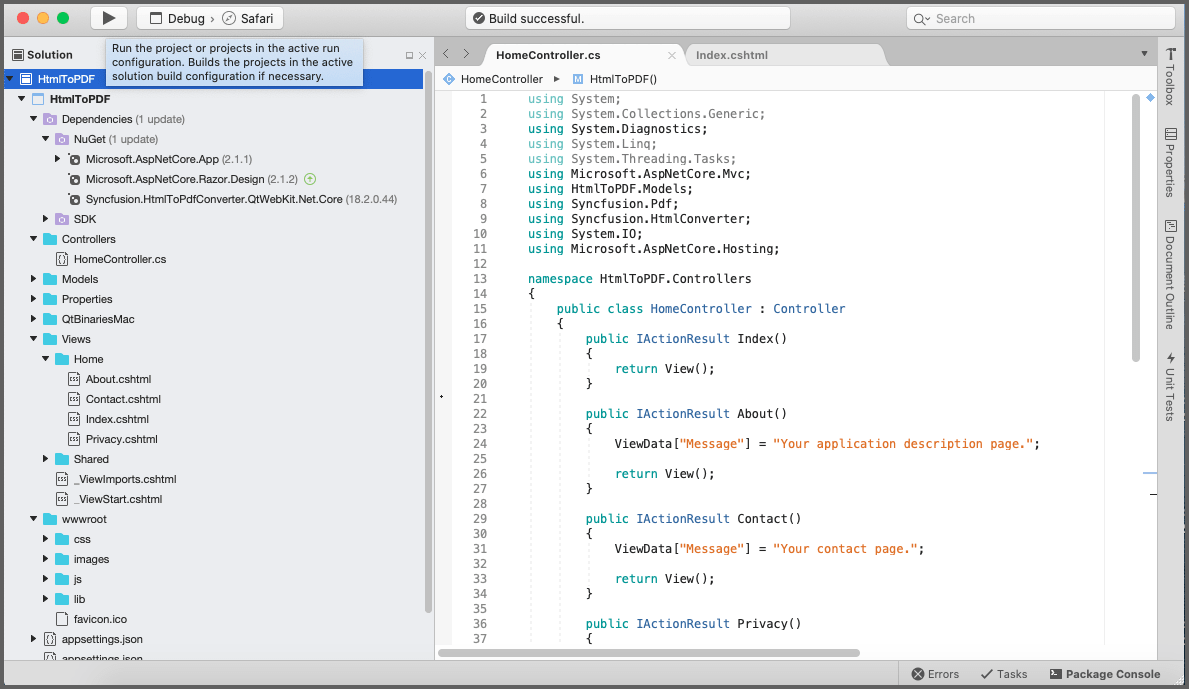 Debug › Safari
Build successful.
Search
Solution
Run the project or projects in the active run
configuration. Builds the projects in the active
solution build configuration if necessary.
HtmlToPDF
HtmlToPDF
Dependencies (1 update)
NuGet (1 update)
Microsoft.AspNetCore.App (2.1.1)
Microsoft.AspNetCore.Razor.Design (2.1.2)
Syncfusion.HtmlToPdfConverter.QtWebKit.Net.Core (18.2.0.44)
SDK
Controllers
HomeController.cs
Models
Properties
QtBinariesMac
Views
Home
About.cshtml
Contact.cshtml
Index.cshtml
Privacy.cshtml
Shared
_ViewImports.cshtml
_ViewStart.cshtml
wwwroot
css
images
js
lib
favicon.ico
appsettings.json
appsettings.json
HomeController.cs
Index.cshtml
HomeController ▸ M HtmlToPDF()
1 using System;
2 using System.Collections.Generic;
3 using System.Diagnostics;
4 using System.Linq;
5 using System.Threading.Tasks;
6 using Microsoft.AspNetCore.Mvc;
7 using HtmlToPDF.Models;
8 using Syncfusion.Pdf;
9 using Syncfusion.HtmlConverter;
10 using System.IO;
11 using Microsoft.AspNetCore.Hosting;
12
13 namespace HtmlToPDF.Controllers
14 {
15 public class HomeController : Controller
16 {
17 public IActionResult Index()
18 {
19 return View();
20 }
21
22 public IActionResult About()
23 {
24 ViewData["Message"] = "Your application description page.";
25
26 return View();
27 }
28
29 public IActionResult Contact()
30 {
31 ViewData["Message"] = "Your contact page.";
32
33 return View();
34 }
35
36 public IActionResult Privacy()
37 {
Toolbox
Properties
Document Outline
Unit Tests
Errors
Tasks
Package Console